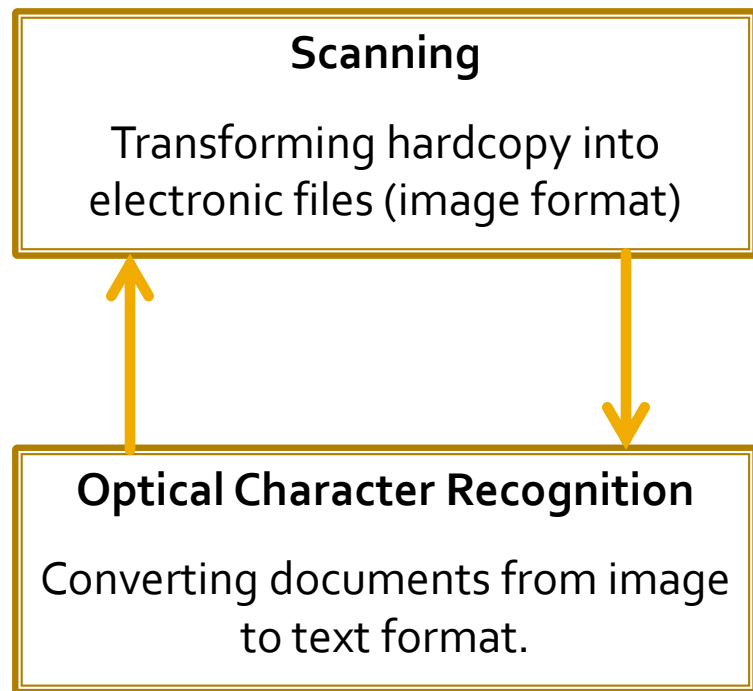 Scanning
Transforming hardcopy into
electronic files (image format)
Optical Character Recognition
Converting documents from image
to text format.